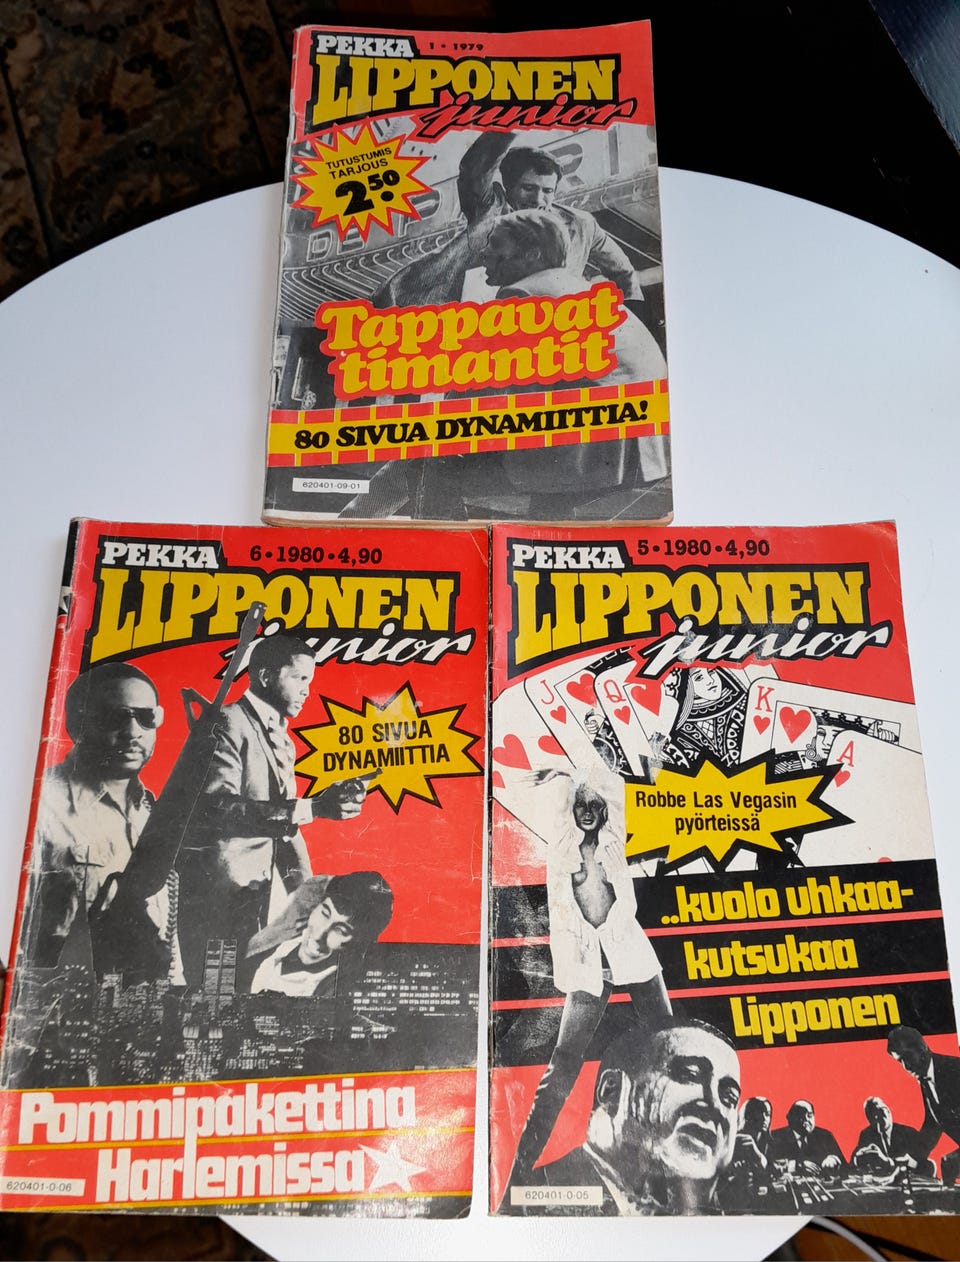 PEKKA 1 • 1979
LIPPONEN
junior
TUTUSTUMIS
TARJOUS
2.50
Tappavat
timantit
80 SIVUA DYNAMIITTIA!
620401-09-01
PEKKA 6 • 1980 • 4,90
LIPPONEN
junior
80 SIVUA
DYNAMIITTIA
Pommipakettina
Harlemissa
620401-0-06
PEKKA 5 • 1980 • 4,90
LIPPONEN
junior
J
Q
K
A
Robbe Las Vegasin
pyörteissä
..kuolo uhkaa-
kutsukaa
Lipponen
620401-0-05